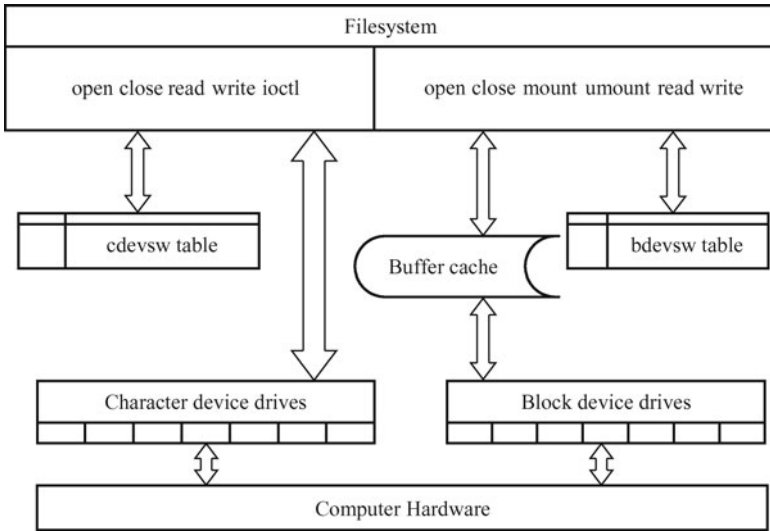 Filesystem
open close read write ioctl
open close mount umount read write
cdevsw table
Buffer cache
bdevsw table
Character device drives
Block device drives
Computer Hardware